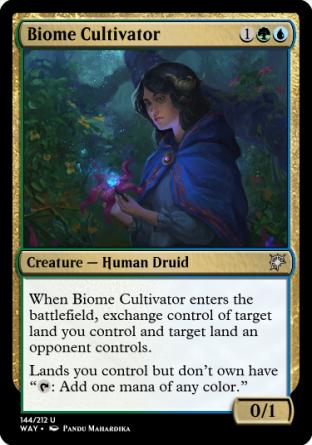 Biome Cultivator 1
Creature — Human Druid
When Biome Cultivator enters the
battlefield, exchange control of target
land you control and target land an
opponent controls.
Lands you control but don't own have
“: Add one mana of any color.”
0/1
144/212 U
WAY • Pandu Mahardika